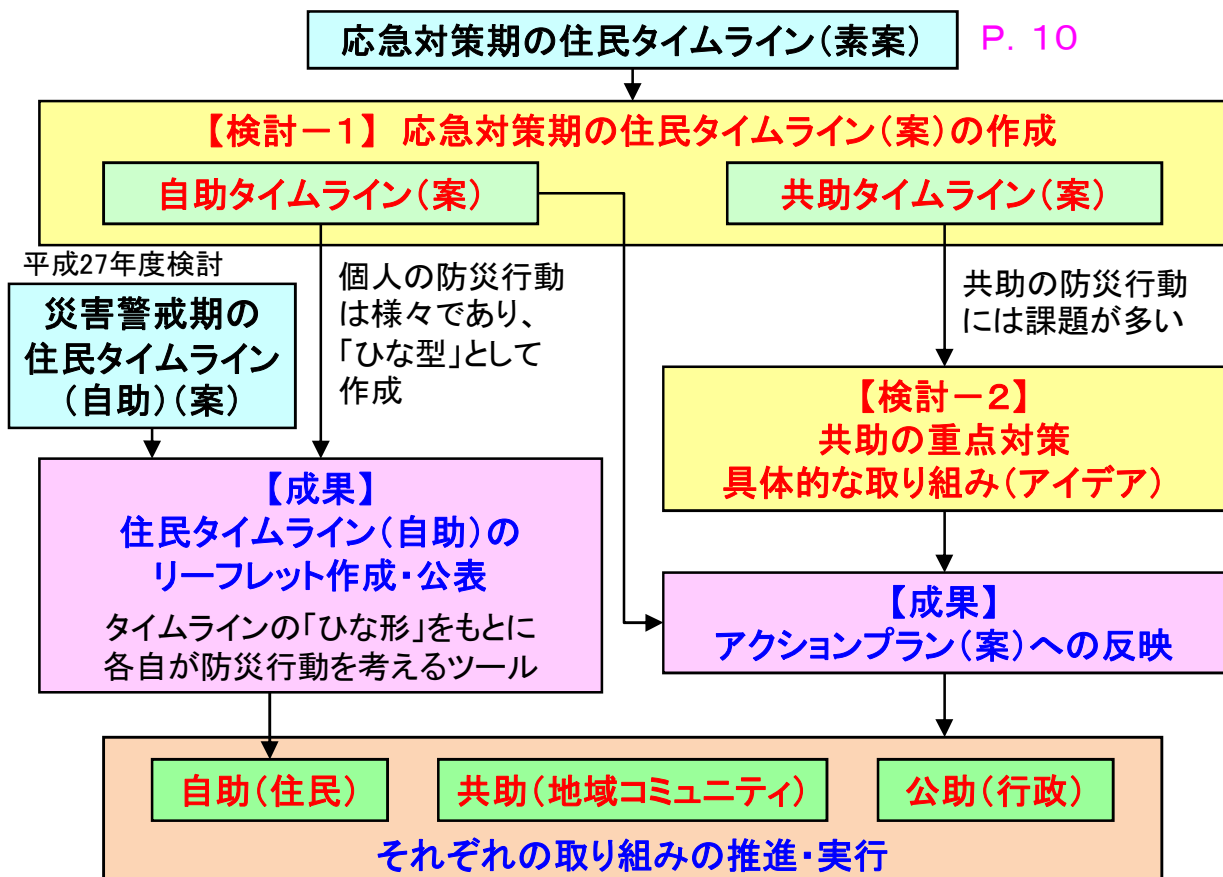 応急対策期の住民タイムライン(素案)
P. 10
【検討－1】 応急対策期の住民タイムライン(案)の作成
自助タイムライン(案)
共助タイムライン(案)
平成27年度検討
災害警戒期の
住民タイムライン
(自助)(案)
個人の防災行動
は様々であり、
「ひな型」として
作成
共助の防災行動
には課題が多い
【検討－2】
共助の重点対策
具体的な取り組み(アイデア)
【成果】
住民タイムライン(自助)の
リーフレット作成・公表
タイムラインの「ひな形」をもとに
各自が防災行動を考えるツール
【成果】
アクションプラン(案)への反映
自助(住民)
共助(地域コミュニティ)
公助(行政)
それぞれの取り組みの推進・実行